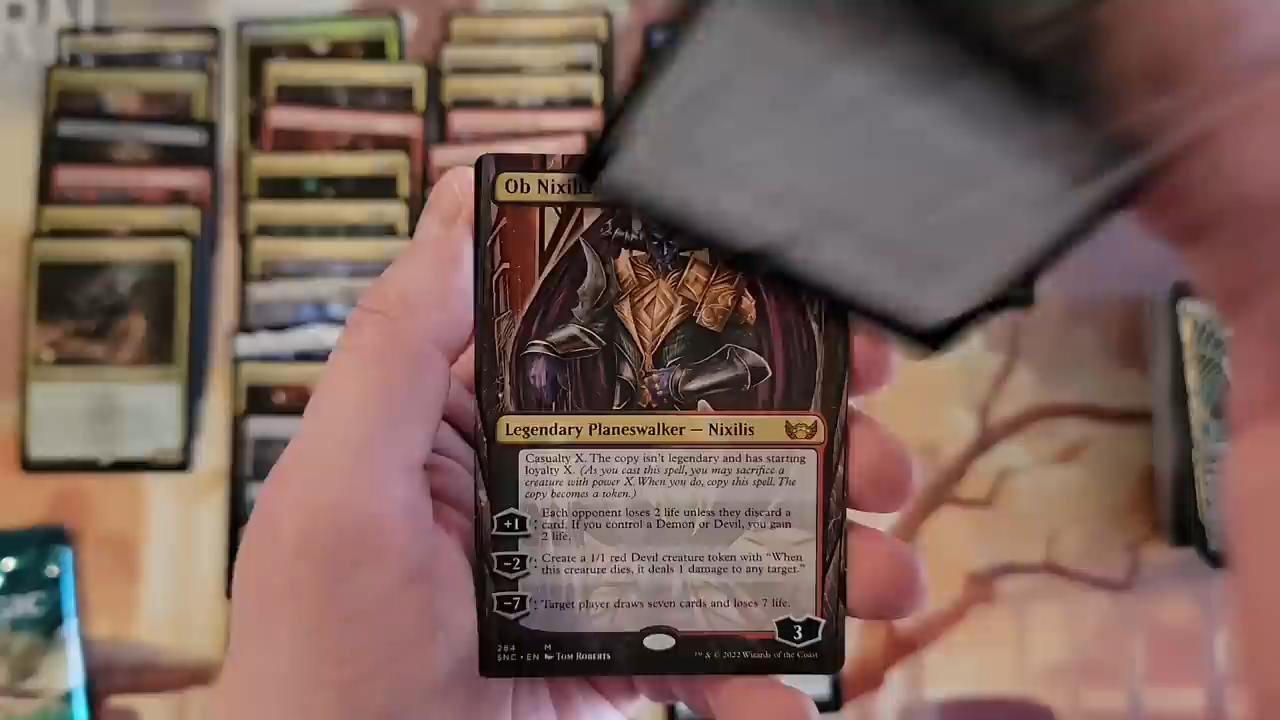 Ob Nixil
Legendary Planeswalker — Nixilis
Casualty X. The copy isn't legendary and has starting
loyalty X. (As you cast this spell, you may sacrifice a
creature with power X. When you do, copy this spell. The
copy becomes a token.)
+1: Each opponent loses 2 life unless they discard a
card. If you control a Demon or Devil, you gain
2 life.
−2: Create a 1/1 red Devil creature token with "When
this creature dies, it deals 1 damage to any target."
−7: Target player draws seven cards and loses 7 life.
3
284 M
SNC • EN Tom Roberts
™ & © 2022 Wizards of the Coast